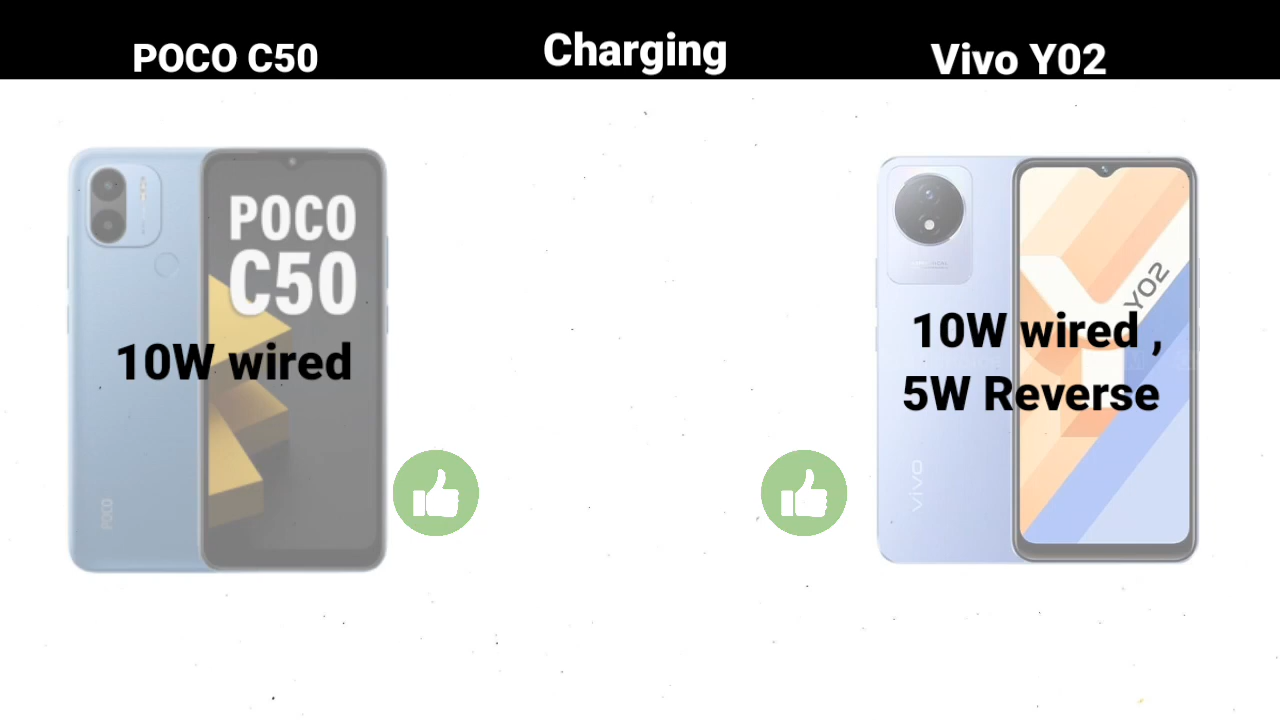 POCO C50
Charging
Vivo Y02
POCO
C50
10W wired
POCO
Y02
10W wired ,
5W Reverse
vivo